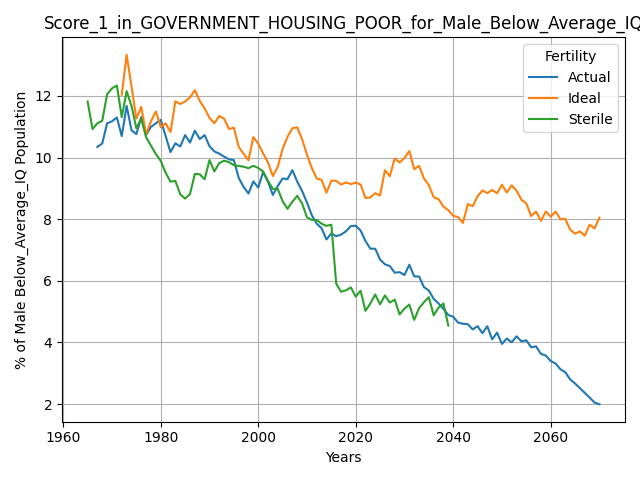 Score_1_in_GOVERNMENT_HOUSING_POOR_for_Male_Below_Average_IQ
Fertility
Actual
Ideal
Sterile
% of Male Below_Average_IQ Population
12
10
8
6
4
2
1960 1980 2000 2020 2040 2060
Years